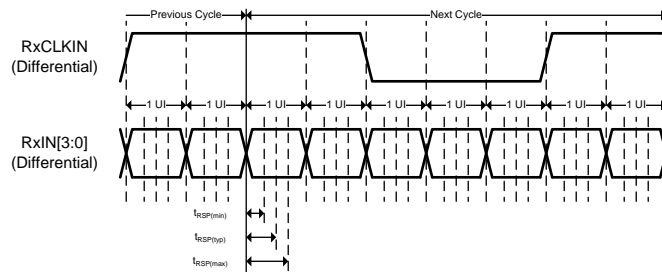 Previous Cycle
Next Cycle
RxCLKIN
(Differential)
1 UI 1 UI 1 UI 1 UI 1 UI 1 UI 1 UI 1 UI 1 UI
RxIN[3:0]
(Differential)
tRSP(min)
tRSP(typ)
tRSP(max)